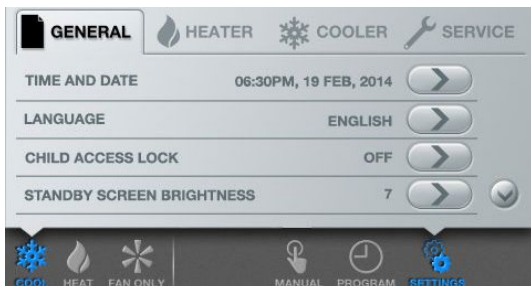 GENERAL HEATER COOLER SERVICE
TIME AND DATE 06:30PM, 19 FEB, 2014
LANGUAGE ENGLISH
CHILD ACCESS LOCK OFF
STANDBY SCREEN BRIGHTNESS 7
COOL HEAT FAN ONLY MANUAL PROGRAM SETTINGS